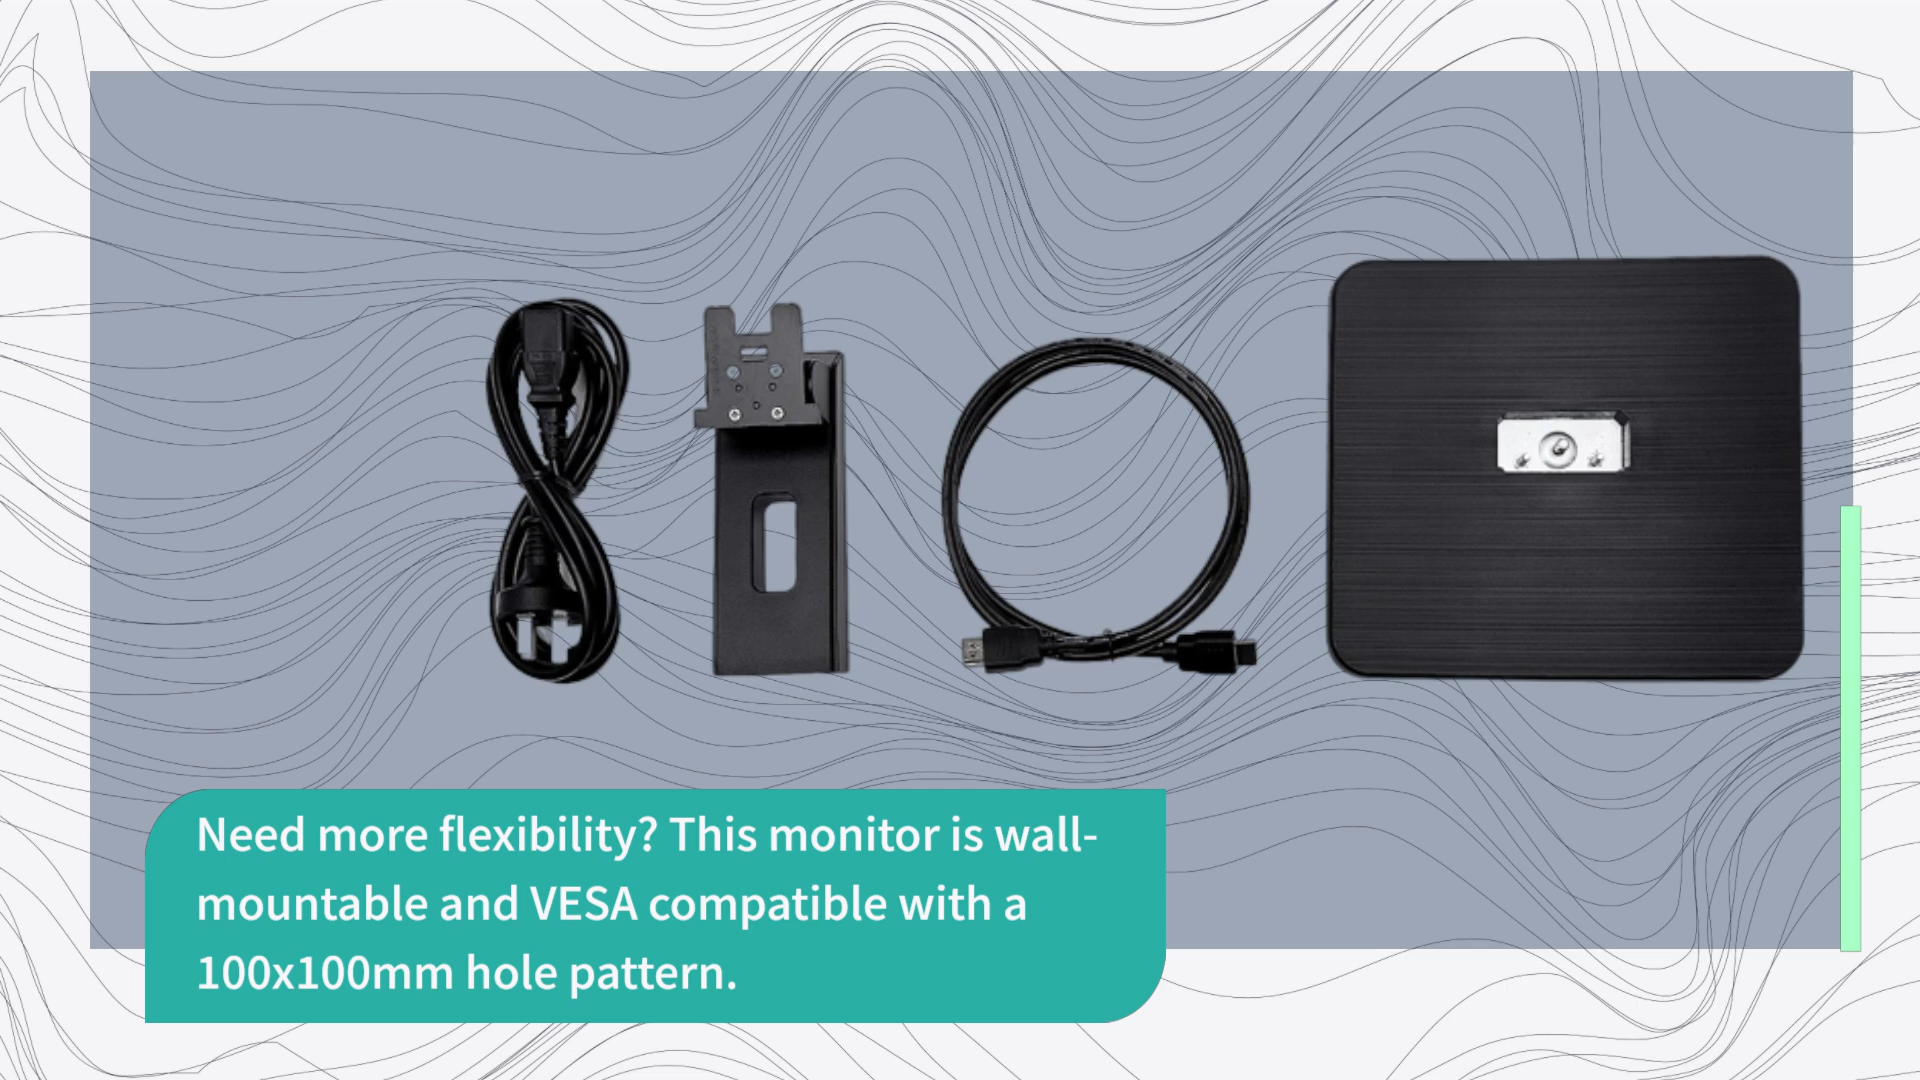 Need more flexibility? This monitor is wall-
mountable and VESA compatible with a
100x100mm hole pattern.